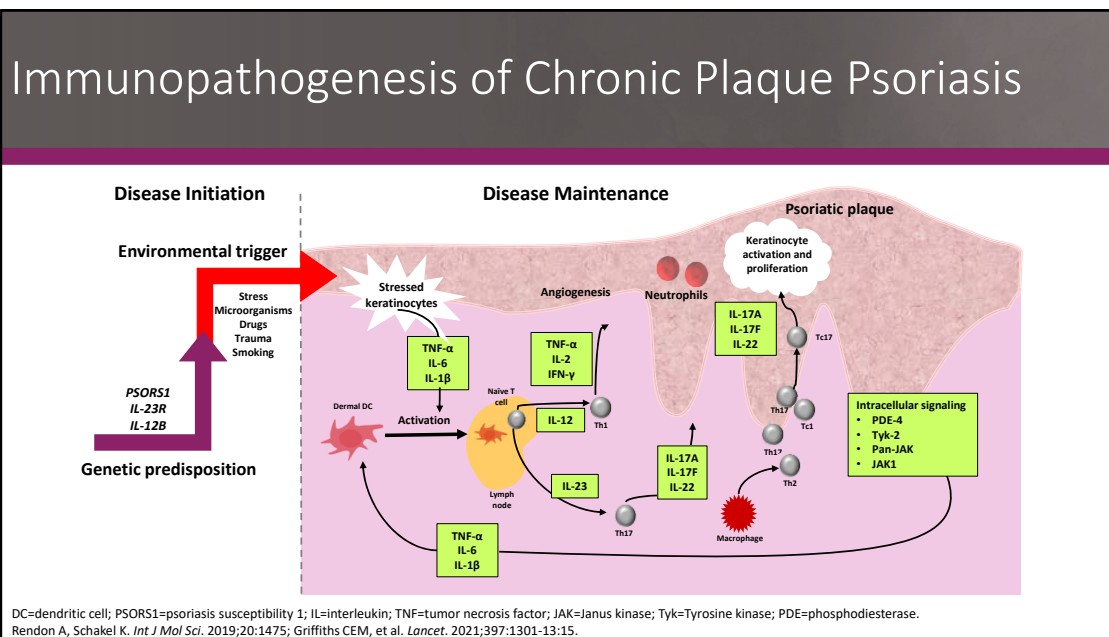 Immunopathogenesis of Chronic Plaque Psoriasis
Disease Initiation
Disease Maintenance
Environmental trigger
Stress
Microorganisms
Drugs
Trauma
Smoking
PSORS1
IL-23R
IL-12B
Genetic predisposition
Stressed
keratinocytes
TNF-α
IL-6
IL-1β
Dermal DC
Activation
Naïve T
cell
Lymph
node
IL-12
IL-23
Angiogenesis
TNF-α
IL-2
IFN-γ
Th1
Th17
IL-17A
IL-17F
IL-22
Neutrophils
Psoriatic plaque
Keratinocyte
activation and
proliferation
IL-17A
IL-17F
IL-22
Tc17
Th17
Tc1
Th17
Th2
Macrophage
Intracellular signaling
• PDE-4
• Tyk-2
• Pan-JAK
• JAK1
TNF-α
IL-6
IL-1β
DC=dendritic cell; PSORS1=psoriasis susceptibility 1; IL=interleukin; TNF=tumor necrosis factor; JAK=Janus kinase; Tyk=Tyrosine kinase; PDE=phosphodiesterase.
Rendon A, Schakel K. Int J Mol Sci. 2019;20:1475; Griffiths CEM, et al. Lancet. 2021;397:1301-13:15.